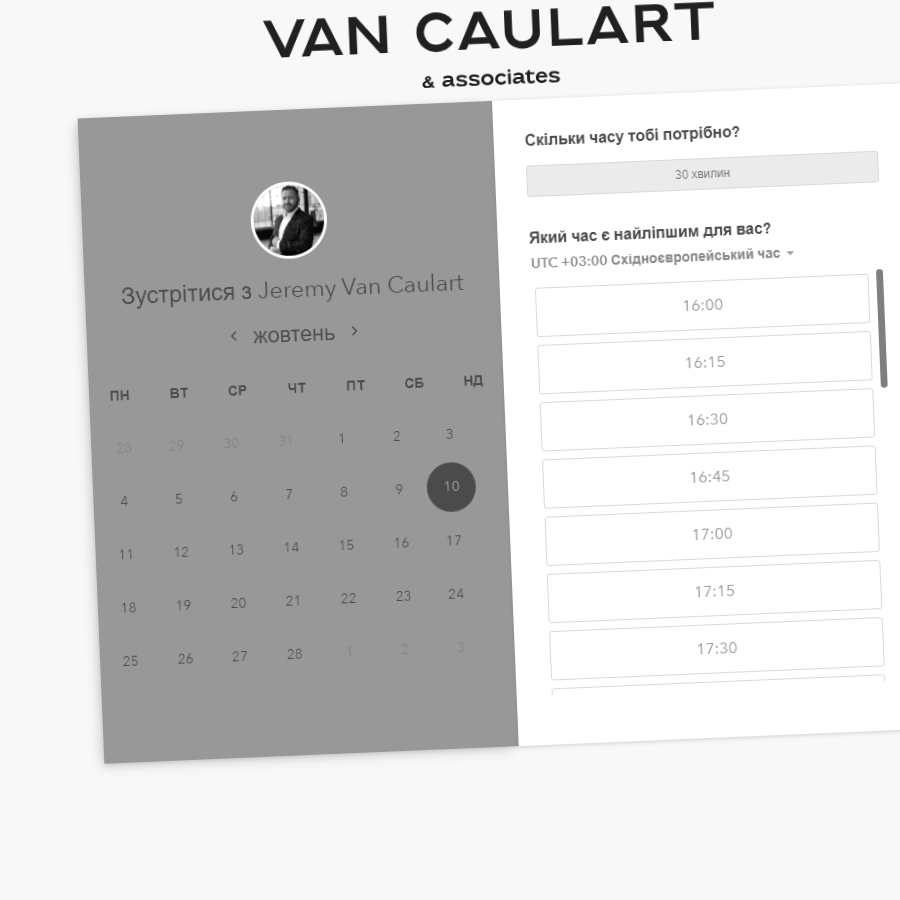 VAN CAULART
& associates
Зустрітися з Jeremy Van Caulart
жовтень
ПН ВТ СР ЧТ ПТ СБ НД
28 29 30 31 1 2 3
4 5 6 7 8 9 10
11 12 13 14 15 16 17
18 19 20 21 22 23 24
25 26 27 28 1 2 3
Скільки часу тобі потрібно?
30 хвилин
Який час є найліпшим для вас?
UTC +03:00 Східноєвропейський час
16:00
16:15
16:30
16:45
17:00
17:15
17:30